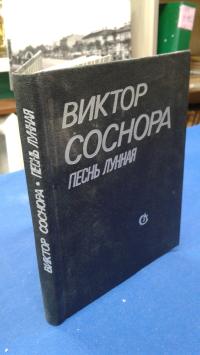 ВИКТОР
СОСНОРА
ПЕСНЬ ЛУННАЯ
ВИКТОР СОСНОРА • ПЕСНЬ ЛУННАЯ